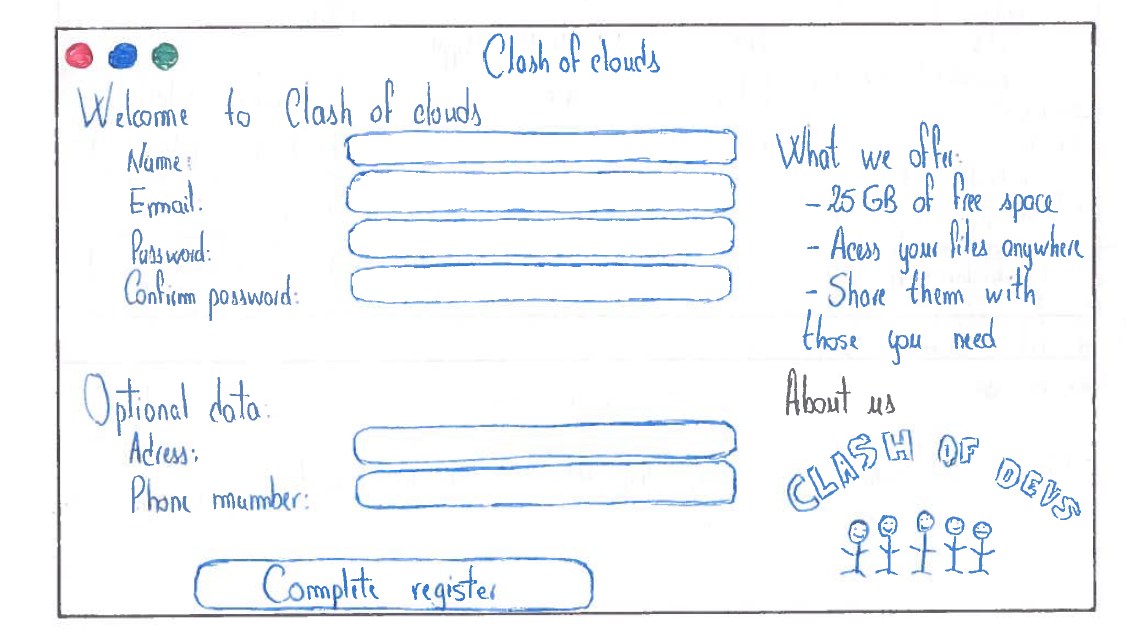 Clash of clouds
Welcome to Clash of clouds
Name:
Email:
Password:
Confirm password:
What we offer:
- 25 GB of free space
- Acess your files anywhere
- Share them with
those you need
Optional data:
Adress:
Phone number:
About us
CLASH OF DEVS
Complete register